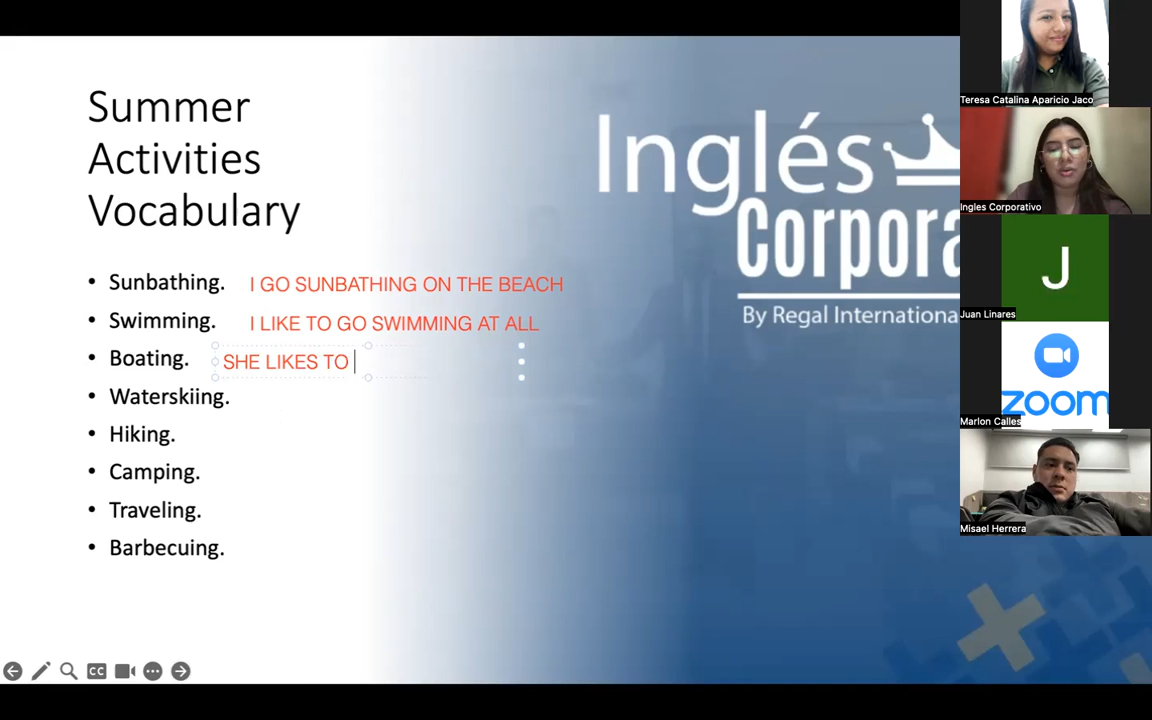 Summer
Activities
Vocabulary
Inglés
Corpora
By Regal Internationa
• Sunbathing. I GO SUNBATHING ON THE BEACH
• Swimming. I LIKE TO GO SWIMMING AT ALL
• Boating. SHE LIKES TO
• Waterskiing.
• Hiking.
• Camping.
• Traveling.
• Barbecuing.
CC
Teresa Catalina Aparicio Jaco
Ingles Corporativo
J
Juan Linares
zoom
Marlon Calles
Misael Herrera